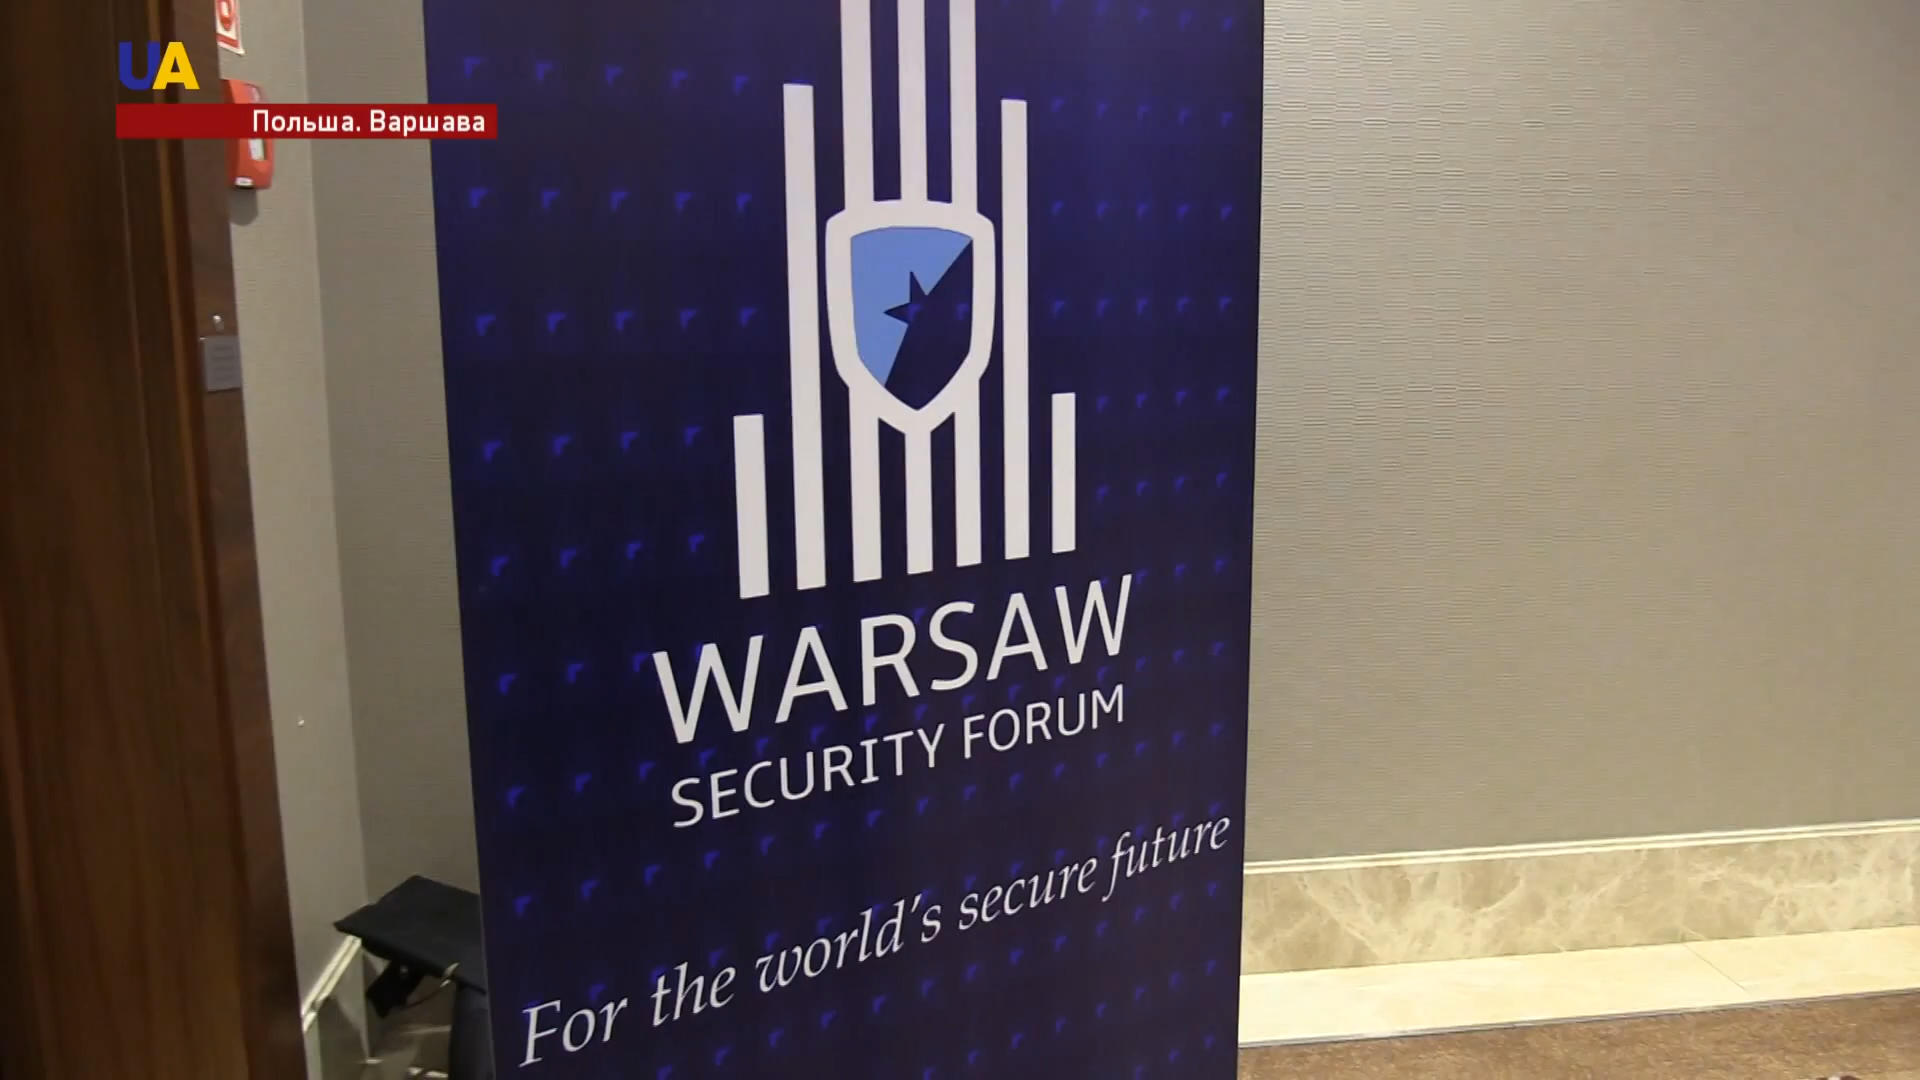 UA
Польша. Варшава
WARSAW
SECURITY FORUM
For the world's secure future